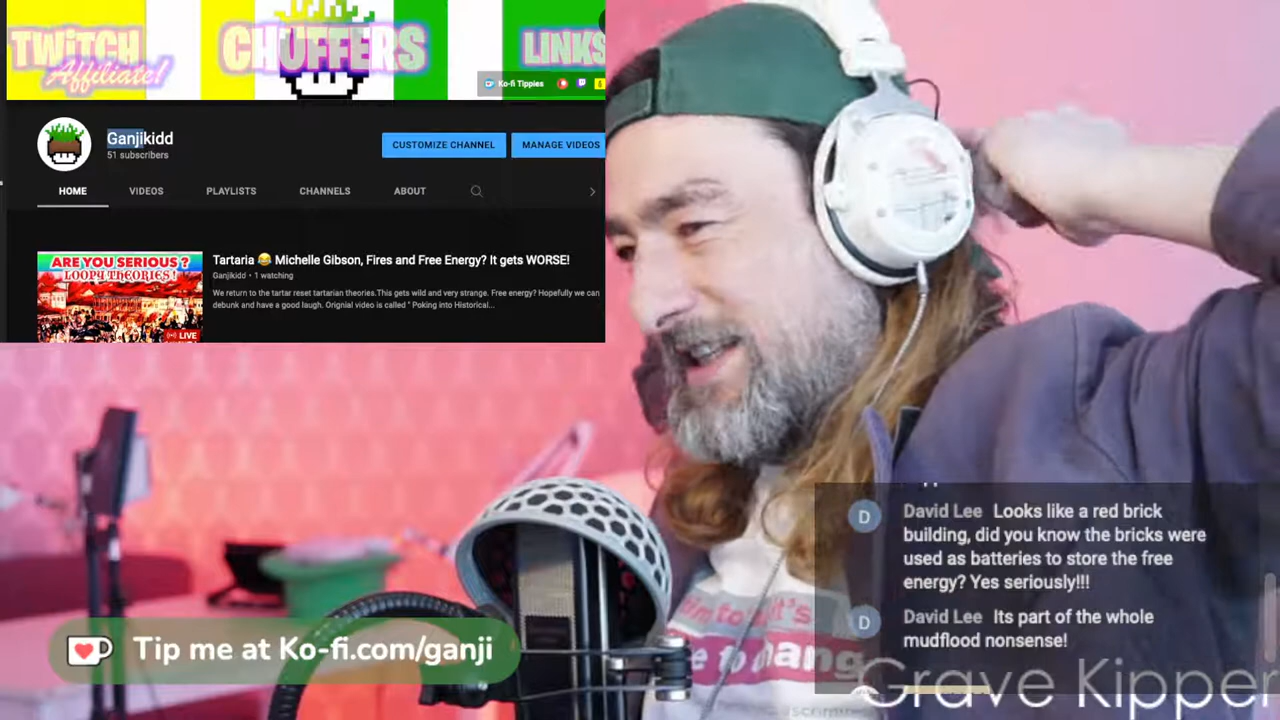 TWiTCH
Affiliate!
CHUFFERS
LINKS
Ko-fi Tippies
Ganjikidd
51 subscribers
CUSTOMIZE CHANNEL
MANAGE VIDEOS
HOME
VIDEOS
PLAYLISTS
CHANNELS
ABOUT
ARE YOU SERIOUS?
LOOPY THEORIES!
LIVE
Tartaria 😂 Michelle Gibson, Fires and Free Energy? It gets WORSE!
Ganjikidd • 1 watching
We return to the tartar reset tartarian theories.This gets wild and very strange. Free energy? Hopefully we can
debunk and have a good laugh. Orignial video is called " Poking into Historical...
D
David Lee Looks like a red brick
building, did you know the bricks were
used as batteries to store the free
energy? Yes seriously!!!
D
David Lee Its part of the whole
mudflood nonsense!
Tip me at Ko-fi.com/ganji
Grave Kipper